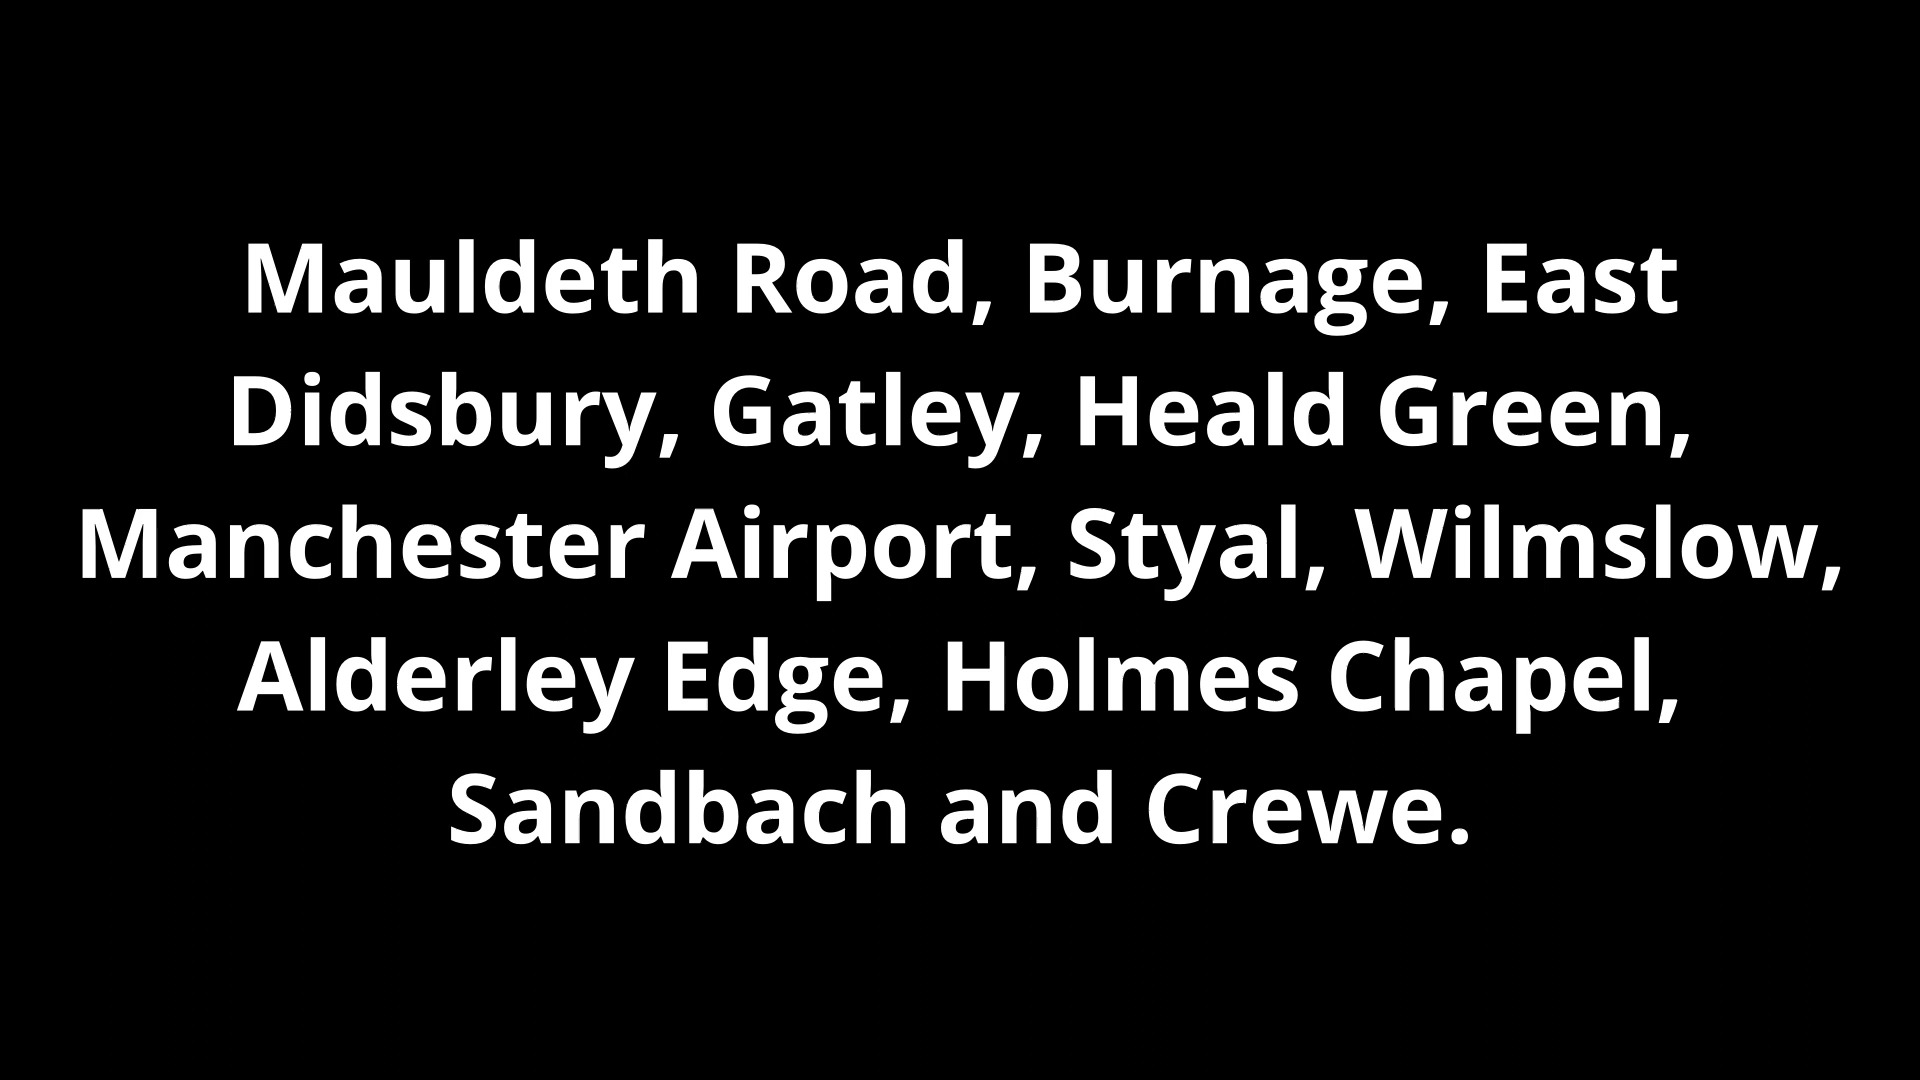 Mauldeth Road, Burnage, East
Didsbury, Gatley, Heald Green,
Manchester Airport, Styal, Wilmslow,
Alderley Edge, Holmes Chapel,
Sandbach and Crewe.